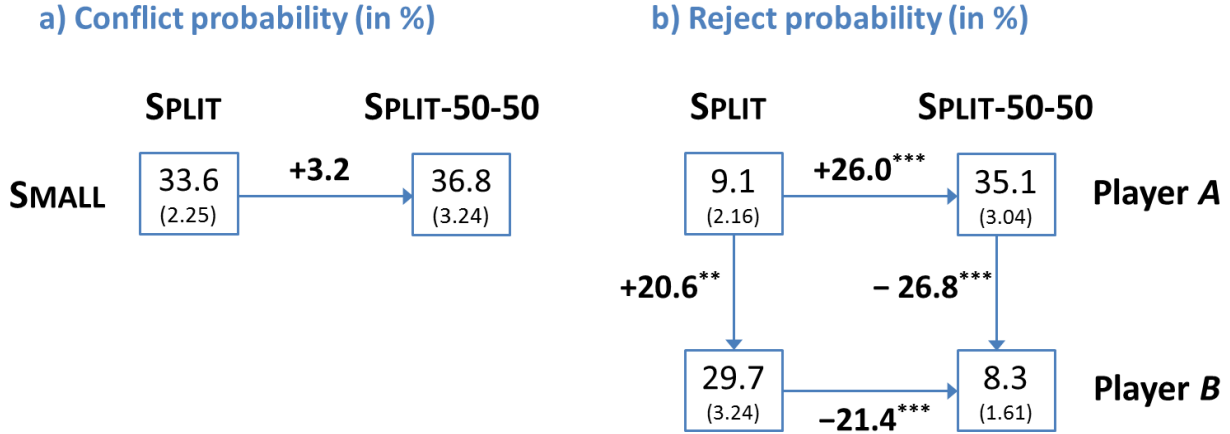 a) Conflict probability (in %)
b) Reject probability (in %)
SPLIT SPLIT-50-50
SPLIT SPLIT-50-50
SMALL
33.6
(2.25)
+3.2
36.8
(3.24)
9.1
(2.16)
+26.0***
35.1
(3.04)
Player A
+20.6**
− 26.8***
29.7
(3.24)
−21.4***
8.3
(1.61)
Player B